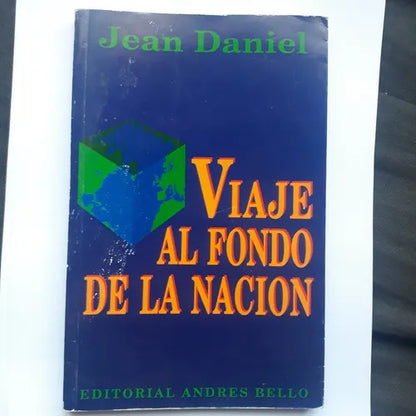 Jean Daniel
VIAJE
AL FONDO
DE LA NACION
EDITORIAL ANDRES BELLO